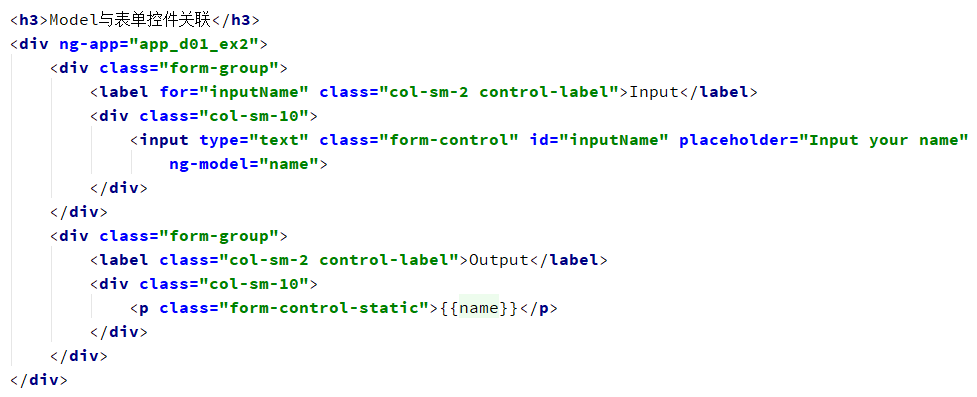 <h3>Model与表单控件关联</h3>
<div ng-app="app_d01_ex2">
    <div class="form-group">
        <label for="inputName" class="col-sm-2 control-label">Input</label>
        <div class="col-sm-10">
            <input type="text" class="form-control" id="inputName" placeholder="Input your name"
                ng-model="name">
        </div>
    </div>
    <div class="form-group">
        <label class="col-sm-2 control-label">Output</label>
        <div class="col-sm-10">
            <p class="form-control-static">{{name}}</p>
        </div>
    </div>
</div>